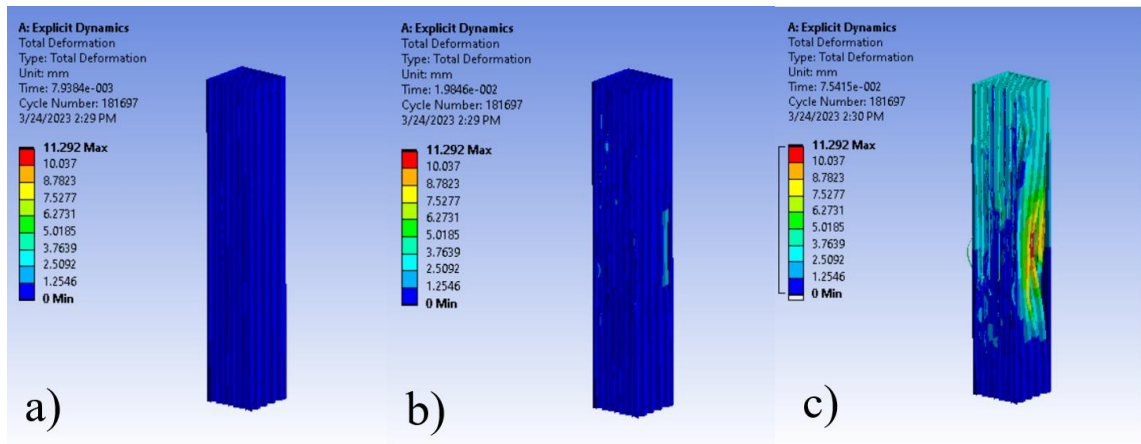 A: Explicit Dynamics
Total Deformation
Type: Total Deformation
Unit: mm
Time: 7.9384e-003
Cycle Number: 181697
3/24/2023 2:29 PM
11.292 Max
10.037
8.7823
7.5277
6.2731
5.0185
3.7639
2.5092
1.2546
0 Min
a)
A: Explicit Dynamics
Total Deformation
Type: Total Deformation
Unit: mm
Time: 1.9846e-002
Cycle Number: 181697
3/24/2023 2:29 PM
11.292 Max
10.037
8.7823
7.5277
6.2731
5.0185
3.7639
2.5092
1.2546
0 Min
b)
A: Explicit Dynamics
Total Deformation
Type: Total Deformation
Unit: mm
Time: 7.5415e-002
Cycle Number: 181697
3/24/2023 2:30 PM
11.292 Max
10.037
8.7823
7.5277
6.2731
5.0185
3.7639
2.5092
1.2546
0 Min
c)